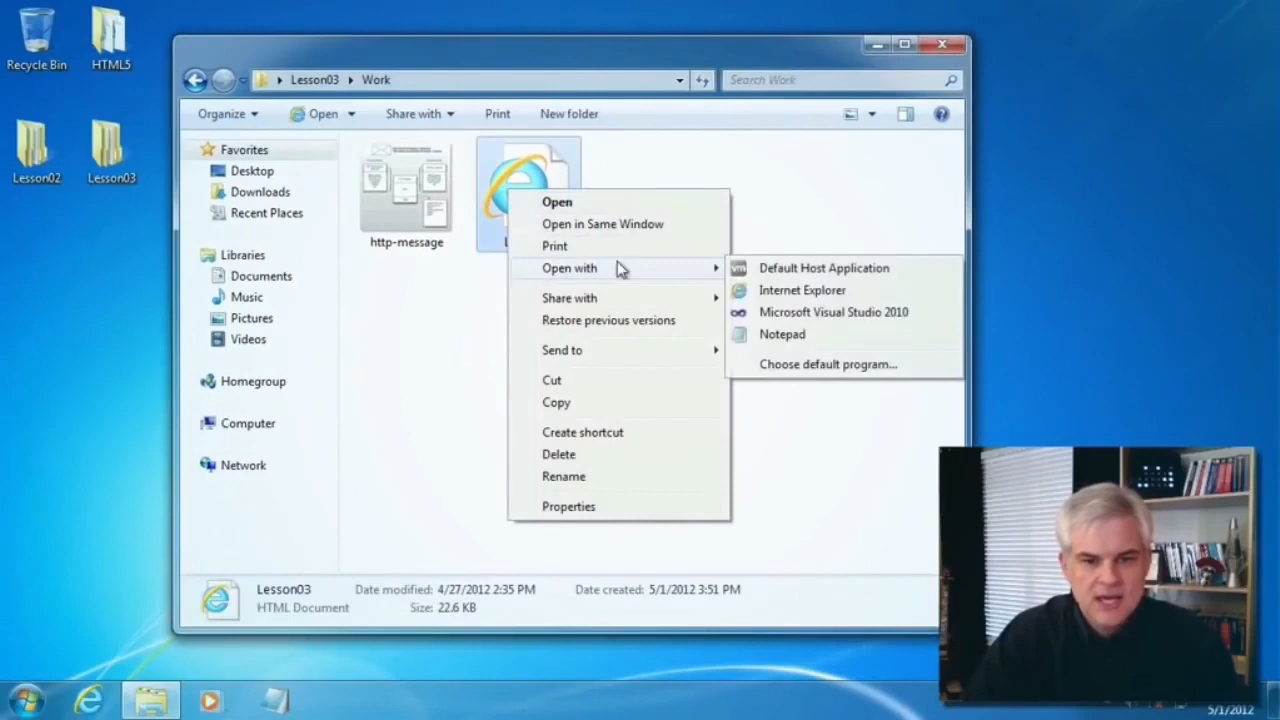 Recycle Bin
HTML5
Lesson02
Lesson03
Lesson03
Work
Search Work
Organize
Open
Share with
Print
New folder
Favorites
Desktop
Downloads
Recent Places
Libraries
Documents
Music
Pictures
Videos
Homegroup
Computer
Network
http-message
Open
Open in Same Window
Print
Open with
Share with
Restore previous versions
Send to
Cut
Copy
Create shortcut
Delete
Rename
Properties
vm
Default Host Application
Internet Explorer
Microsoft Visual Studio 2010
Notepad
Choose default program...
Lesson03
Date modified: 4/27/2012 2:35 PM
Date created: 5/1/2012 3:51 PM
HTML Document
Size: 22.6 KB
5/1/2012